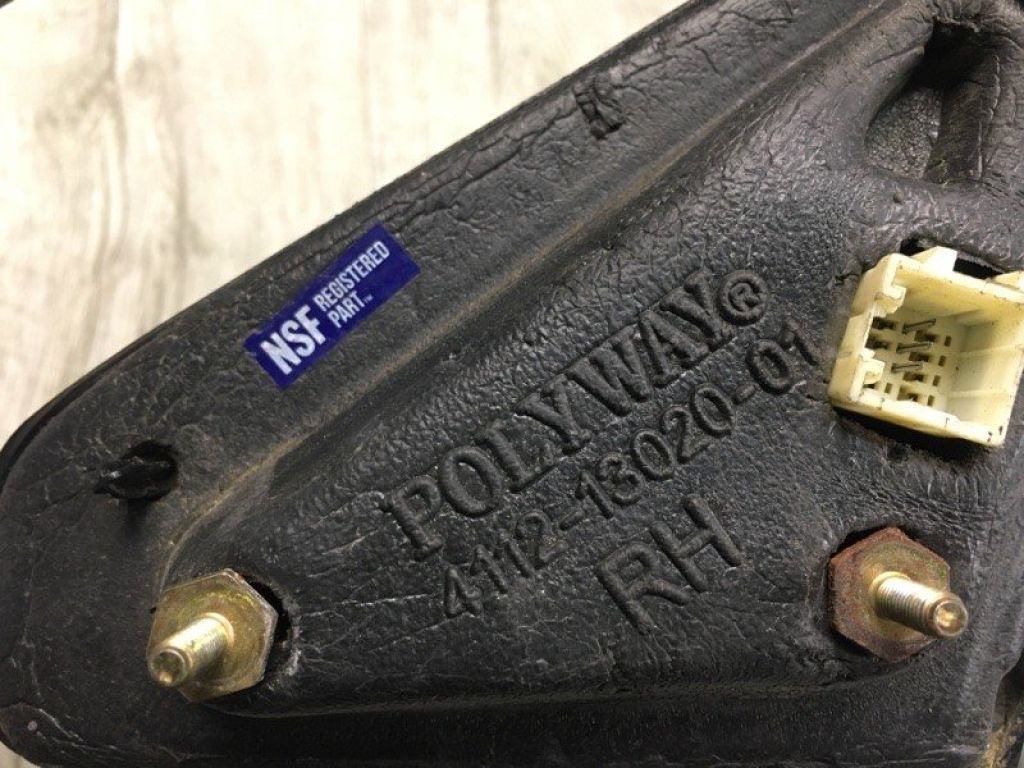 NSF REGISTERED
PART™
POLYWAY®
4112-13020-01
RH